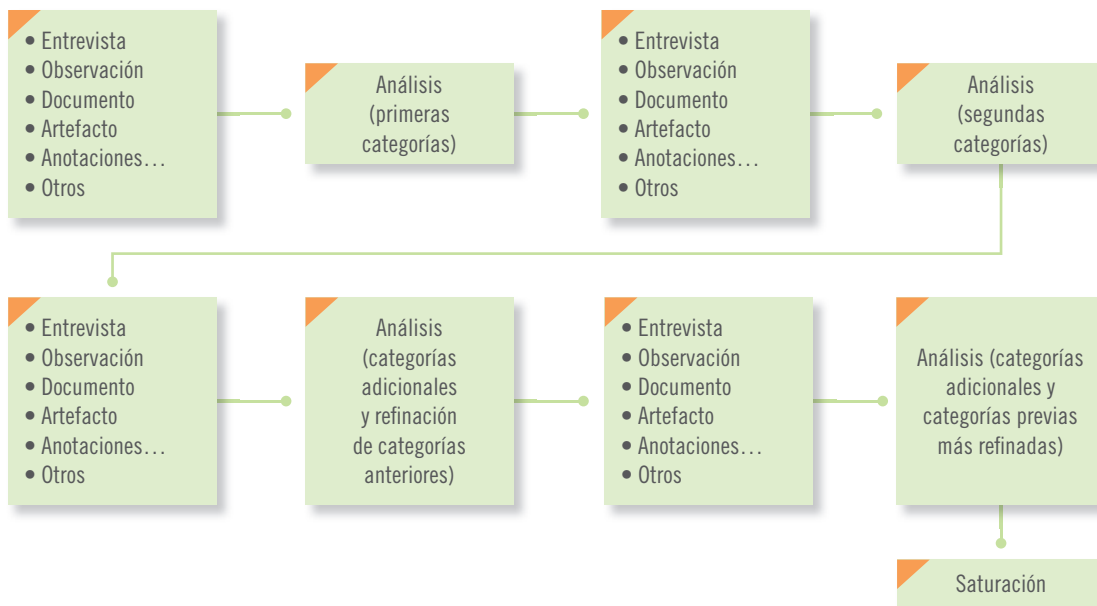 • Entrevista
• Observación
• Documento
• Artefacto
• Anotaciones…
• Otros
Análisis
(primeras
categorías)
• Entrevista
• Observación
• Documento
• Artefacto
• Anotaciones…
• Otros
Análisis
(segundas
categorías)
• Entrevista
• Observación
• Documento
• Artefacto
• Anotaciones…
• Otros
Análisis
(categorías
adicionales
y refinación
de categorías
anteriores)
• Entrevista
• Observación
• Documento
• Artefacto
• Anotaciones…
• Otros
Análisis (categorías
adicionales y
categorías previas
más refinadas)
Saturación